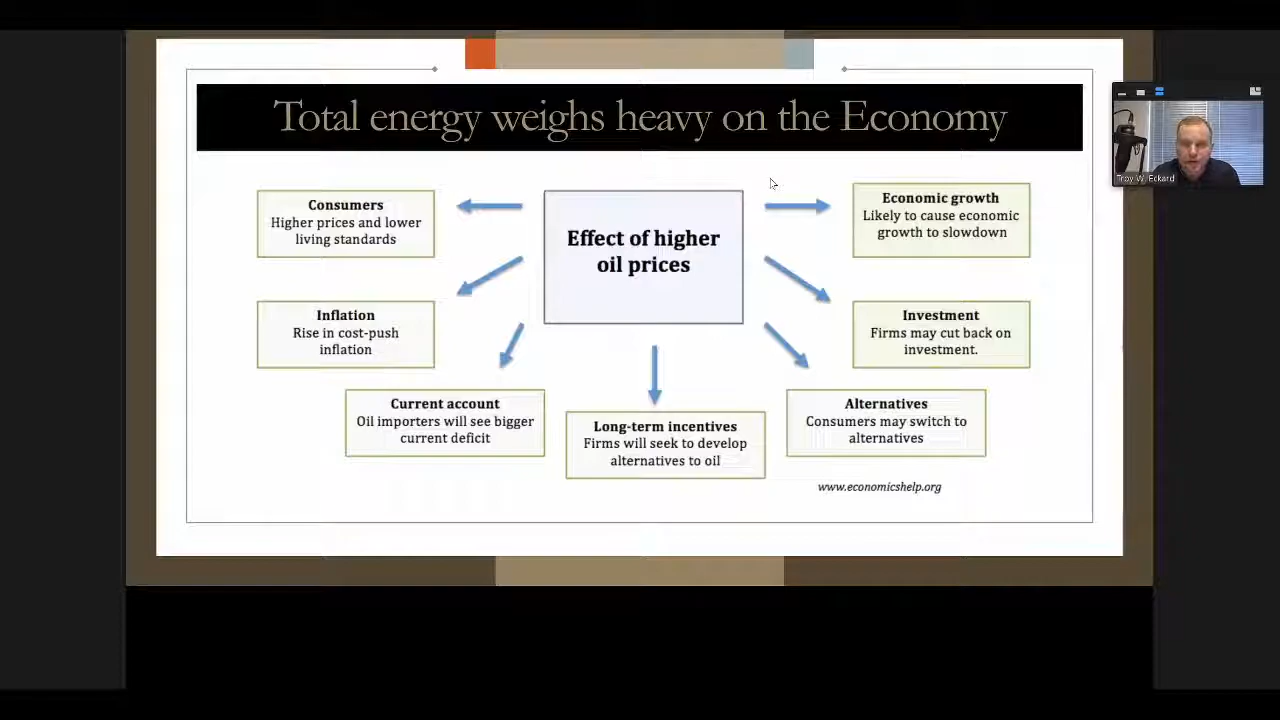 Total energy weighs heavy on the Economy
Consumers
Higher prices and lower
living standards
Effect of higher
oil prices
Economic growth
Likely to cause economic
growth to slowdown
Inflation
Rise in cost-push
inflation
Investment
Firms may cut back on
investment.
Current account
Oil importers will see bigger
current deficit
Long-term incentives
Firms will seek to develop
alternatives to oil
Alternatives
Consumers may switch to
alternatives
www.economicshelp.org
Troy W. Eckard